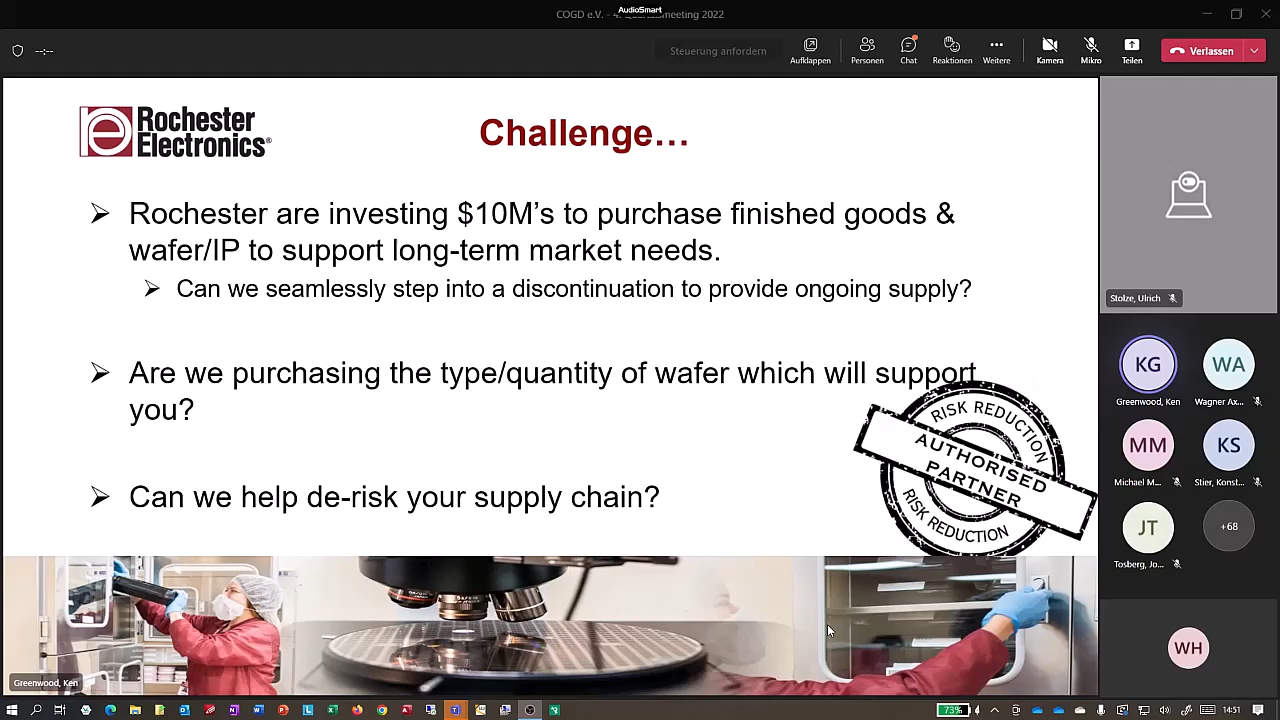 AudioSmart
COGD e.V. - 4. Quartalsmeeting 2022
--:--
Steuerung anfordern
Aufklappen
Personen
Chat
Reaktionen
Weitere
Kamera
Mikro
Teilen
Verlassen
Rochester
Electronics®
Challenge…
Rochester are investing $10M’s to purchase finished goods &
wafer/IP to support long-term market needs.
Can we seamlessly step into a discontinuation to provide ongoing supply?
Are we purchasing the type/quantity of wafer which will support
you?
Can we help de-risk your supply chain?
RISK REDUCTION
AUTHORISED
PARTNER
RISK REDUCTION
Greenwood, Ken
Stolze, Ulrich
KG
WA
Greenwood, Ken
Wagner Ax...
MM
KS
Michael M...
Stier, Konst...
JT
+68
Tosberg, Jo...
WH
73%
14:51